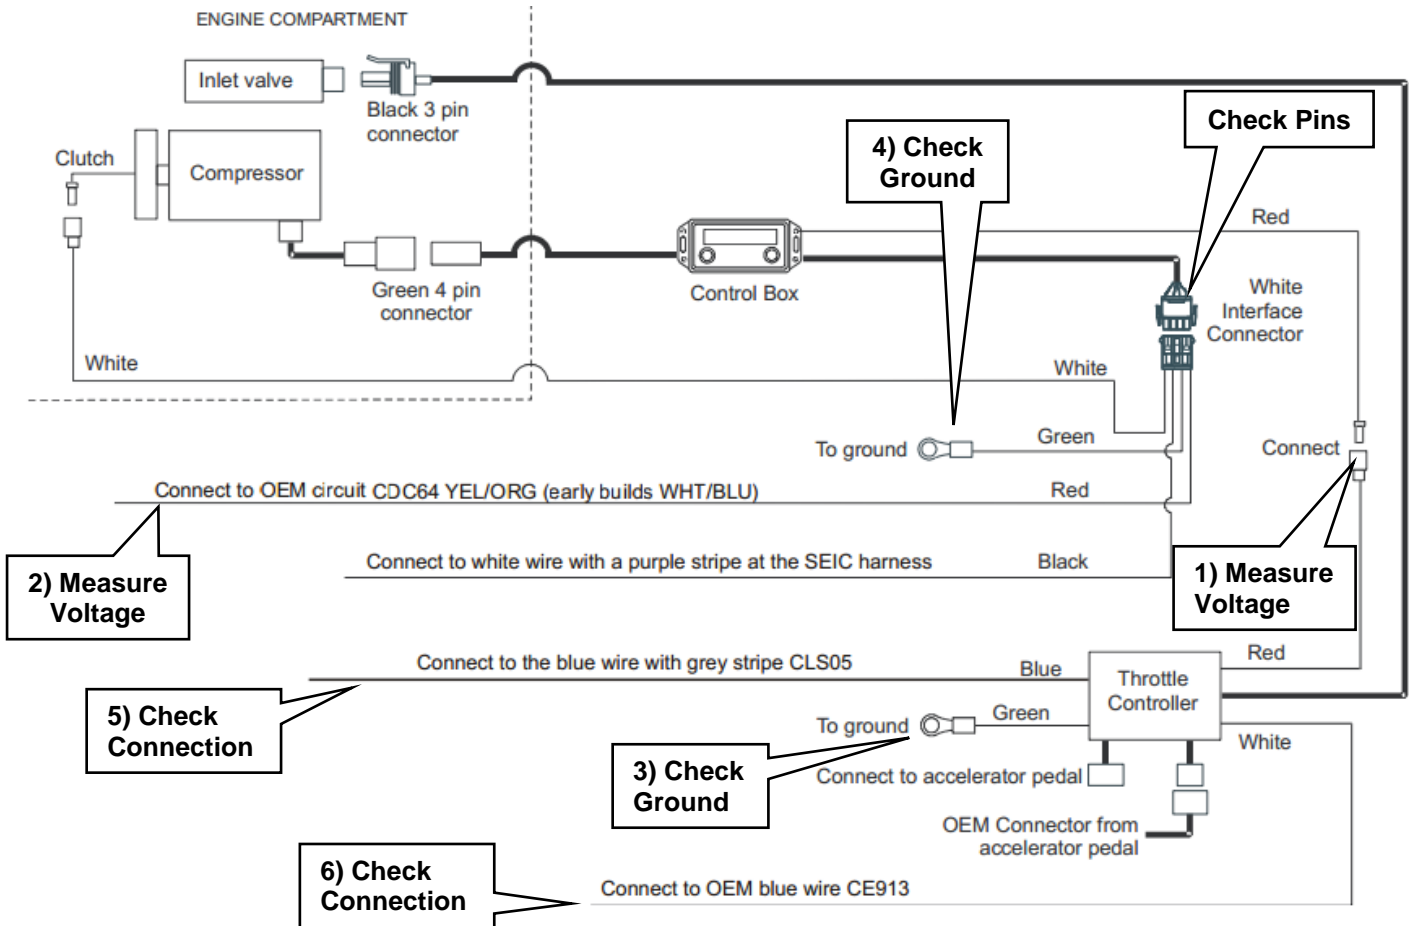 ENGINE COMPARTMENT
Inlet valve
Black 3 pin
connector
Check Pins
4) Check
Ground
Clutch
Compressor
Red
Green 4 pin
connector
Control Box
White
Interface
Connector
White
White
To ground
Green
Connect
Connect to OEM circuit CDC64 YEL/ORG (early builds WHT/BLU)
Red
2) Measure
Voltage
Connect to white wire with a purple stripe at the SEIC harness
Black
1) Measure
Voltage
Connect to the blue wire with grey stripe CLS05
Blue
Throttle
Controller
Red
5) Check
Connection
To ground
Green
White
3) Check
Ground
Connect to accelerator pedal
OEM Connector from
accelerator pedal
6) Check
Connection
Connect to OEM blue wire CE913